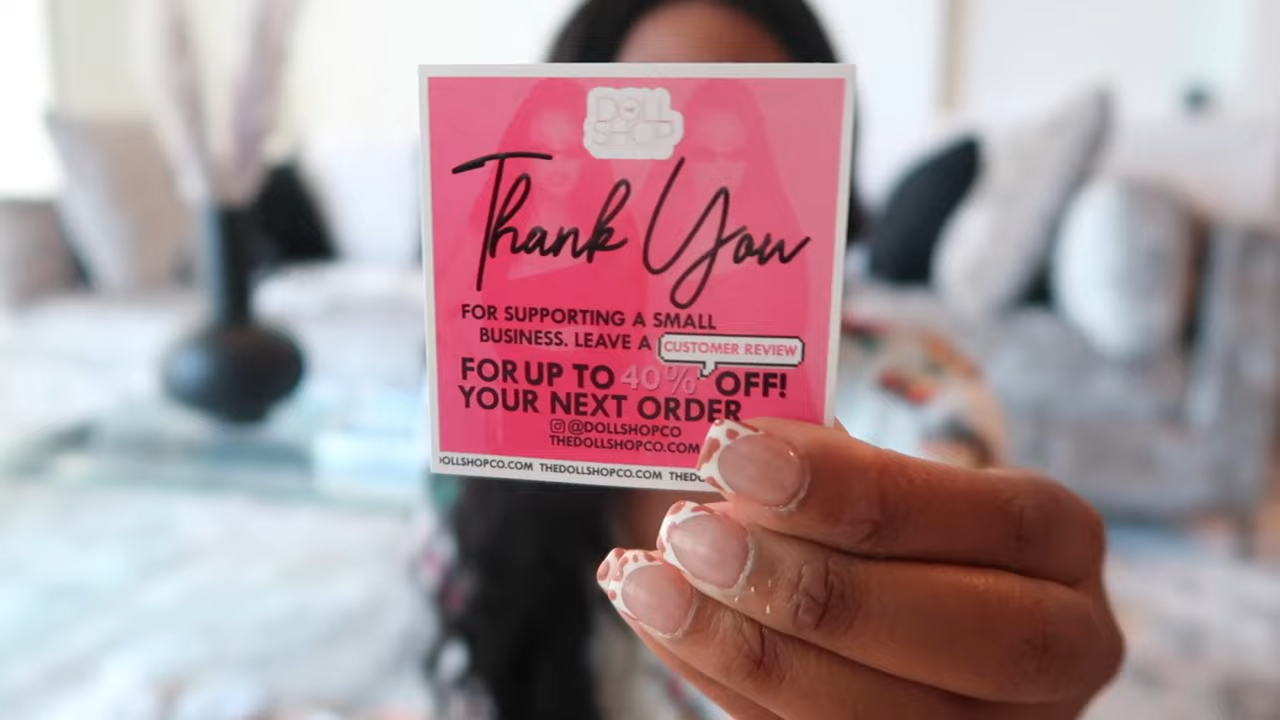 DOLL
SHOP
Thank You
FOR SUPPORTING A SMALL
BUSINESS. LEAVE A CUSTOMER REVIEW
FOR UP TO 40% OFF!
YOUR NEXT ORDER
@DOLLSHOPCO
THEDOLLSHOPCO.COM
DOLLSHOPCO.COM THEDOLLSHOPCO.COM THEDO